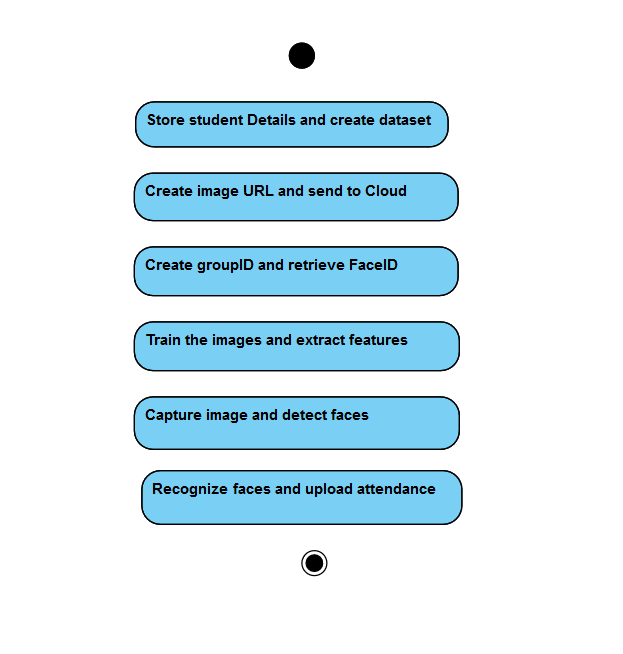 Store student Details and create dataset
Create image URL and send to Cloud
Create groupID and retrieve FaceID
Train the images and extract features
Capture image and detect faces
Recognize faces and upload attendance